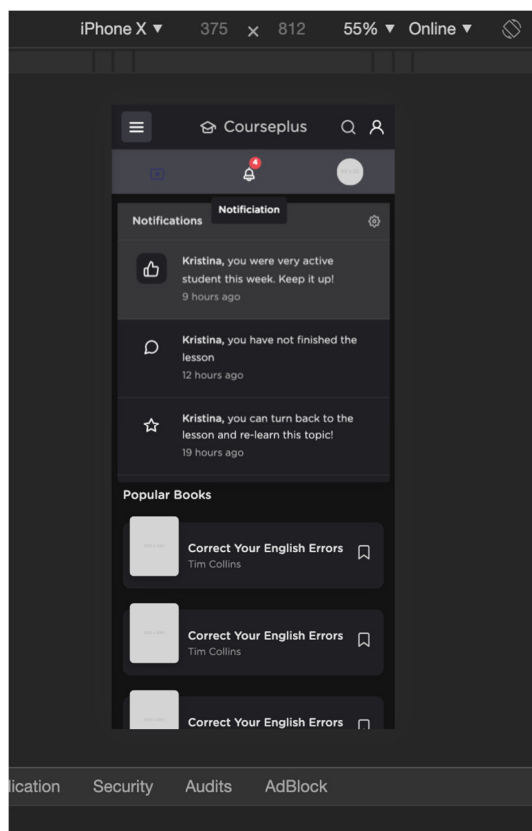 iPhone X ▼ 375 × 812 55% ▼ Online ▼
Courseplus
4
Notificiation
Notifications
Kristina, you were very active
student this week. Keep it up!
9 hours ago
Kristina, you have not finished the
lesson
12 hours ago
Kristina, you can turn back to the
lesson and re-learn this topic!
19 hours ago
Popular Books
Correct Your English Errors
Tim Collins
Correct Your English Errors
Tim Collins
Correct Your English Errors
lication Security Audits AdBlock